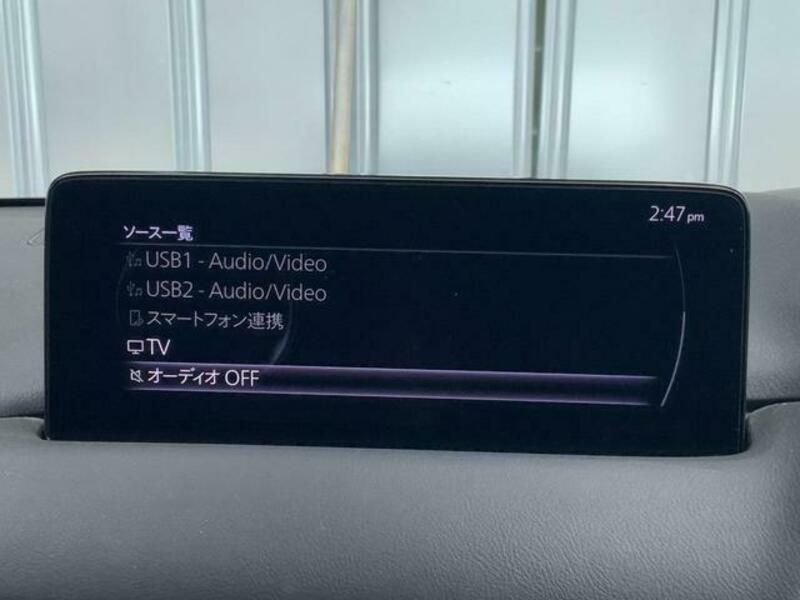 2:47 pm
ソース一覧
USB1 - Audio/Video
USB2 - Audio/Video
スマートフォン連携
TV
オーディオ OFF